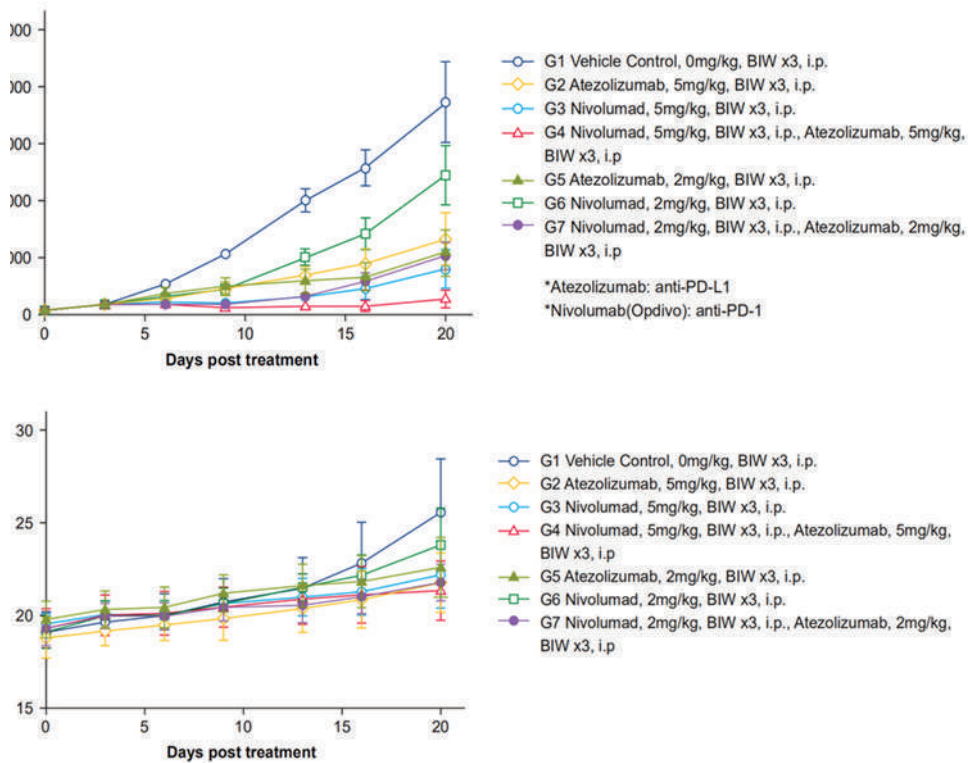 000
000
000
000
000
0
0
5
10
15
20
Days post treatment
G1 Vehicle Control, 0mg/kg, BIW x3, i.p.
G2 Atezolizumab, 5mg/kg, BIW x3, i.p.
G3 Nivolumad, 5mg/kg, BIW x3, i.p.
G4 Nivolumad, 5mg/kg, BIW x3, i.p., Atezolizumab, 5mg/kg,
BIW x3, i.p
G5 Atezolizumab, 2mg/kg, BIW x3, i.p.
G6 Nivolumad, 2mg/kg, BIW x3, i.p.
G7 Nivolumad, 2mg/kg, BIW x3, i.p., Atezolizumab, 2mg/kg,
BIW x3, i.p
*Atezolizumab: anti-PD-L1
*Nivolumab(Opdivo): anti-PD-1
30
25
20
15
0
5
10
15
20
Days post treatment
G1 Vehicle Control, 0mg/kg, BIW x3, i.p.
G2 Atezolizumab, 5mg/kg, BIW x3, i.p.
G3 Nivolumad, 5mg/kg, BIW x3, i.p.
G4 Nivolumad, 5mg/kg, BIW x3, i.p., Atezolizumab, 5mg/kg,
BIW x3, i.p
G5 Atezolizumab, 2mg/kg, BIW x3, i.p.
G6 Nivolumad, 2mg/kg, BIW x3, i.p.
G7 Nivolumad, 2mg/kg, BIW x3, i.p., Atezolizumab, 2mg/kg,
BIW x3, i.p